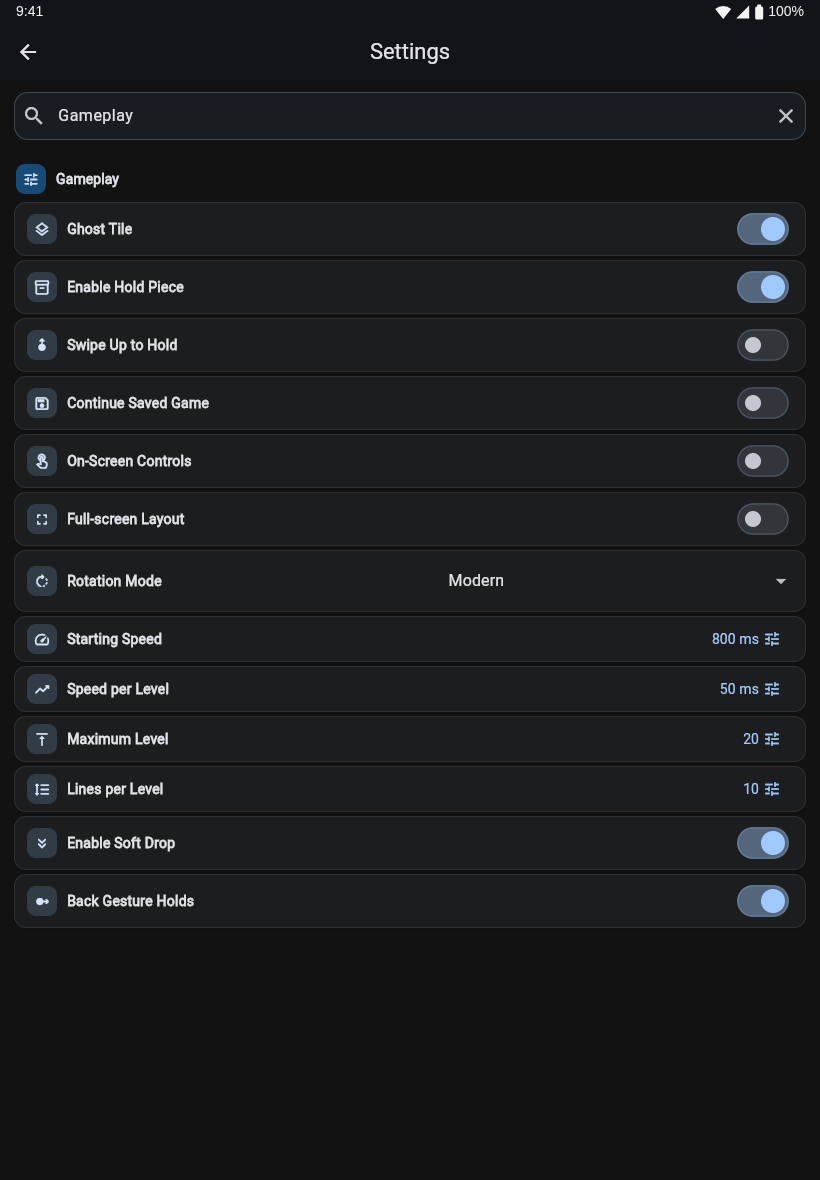 9:41
100%
Settings
Gameplay
Gameplay
Ghost Tile
Enable Hold Piece
Swipe Up to Hold
Continue Saved Game
On-Screen Controls
Full-screen Layout
Rotation Mode Modern
Starting Speed 800 ms
Speed per Level 50 ms
Maximum Level 20
Lines per Level 10
Enable Soft Drop
Back Gesture Holds